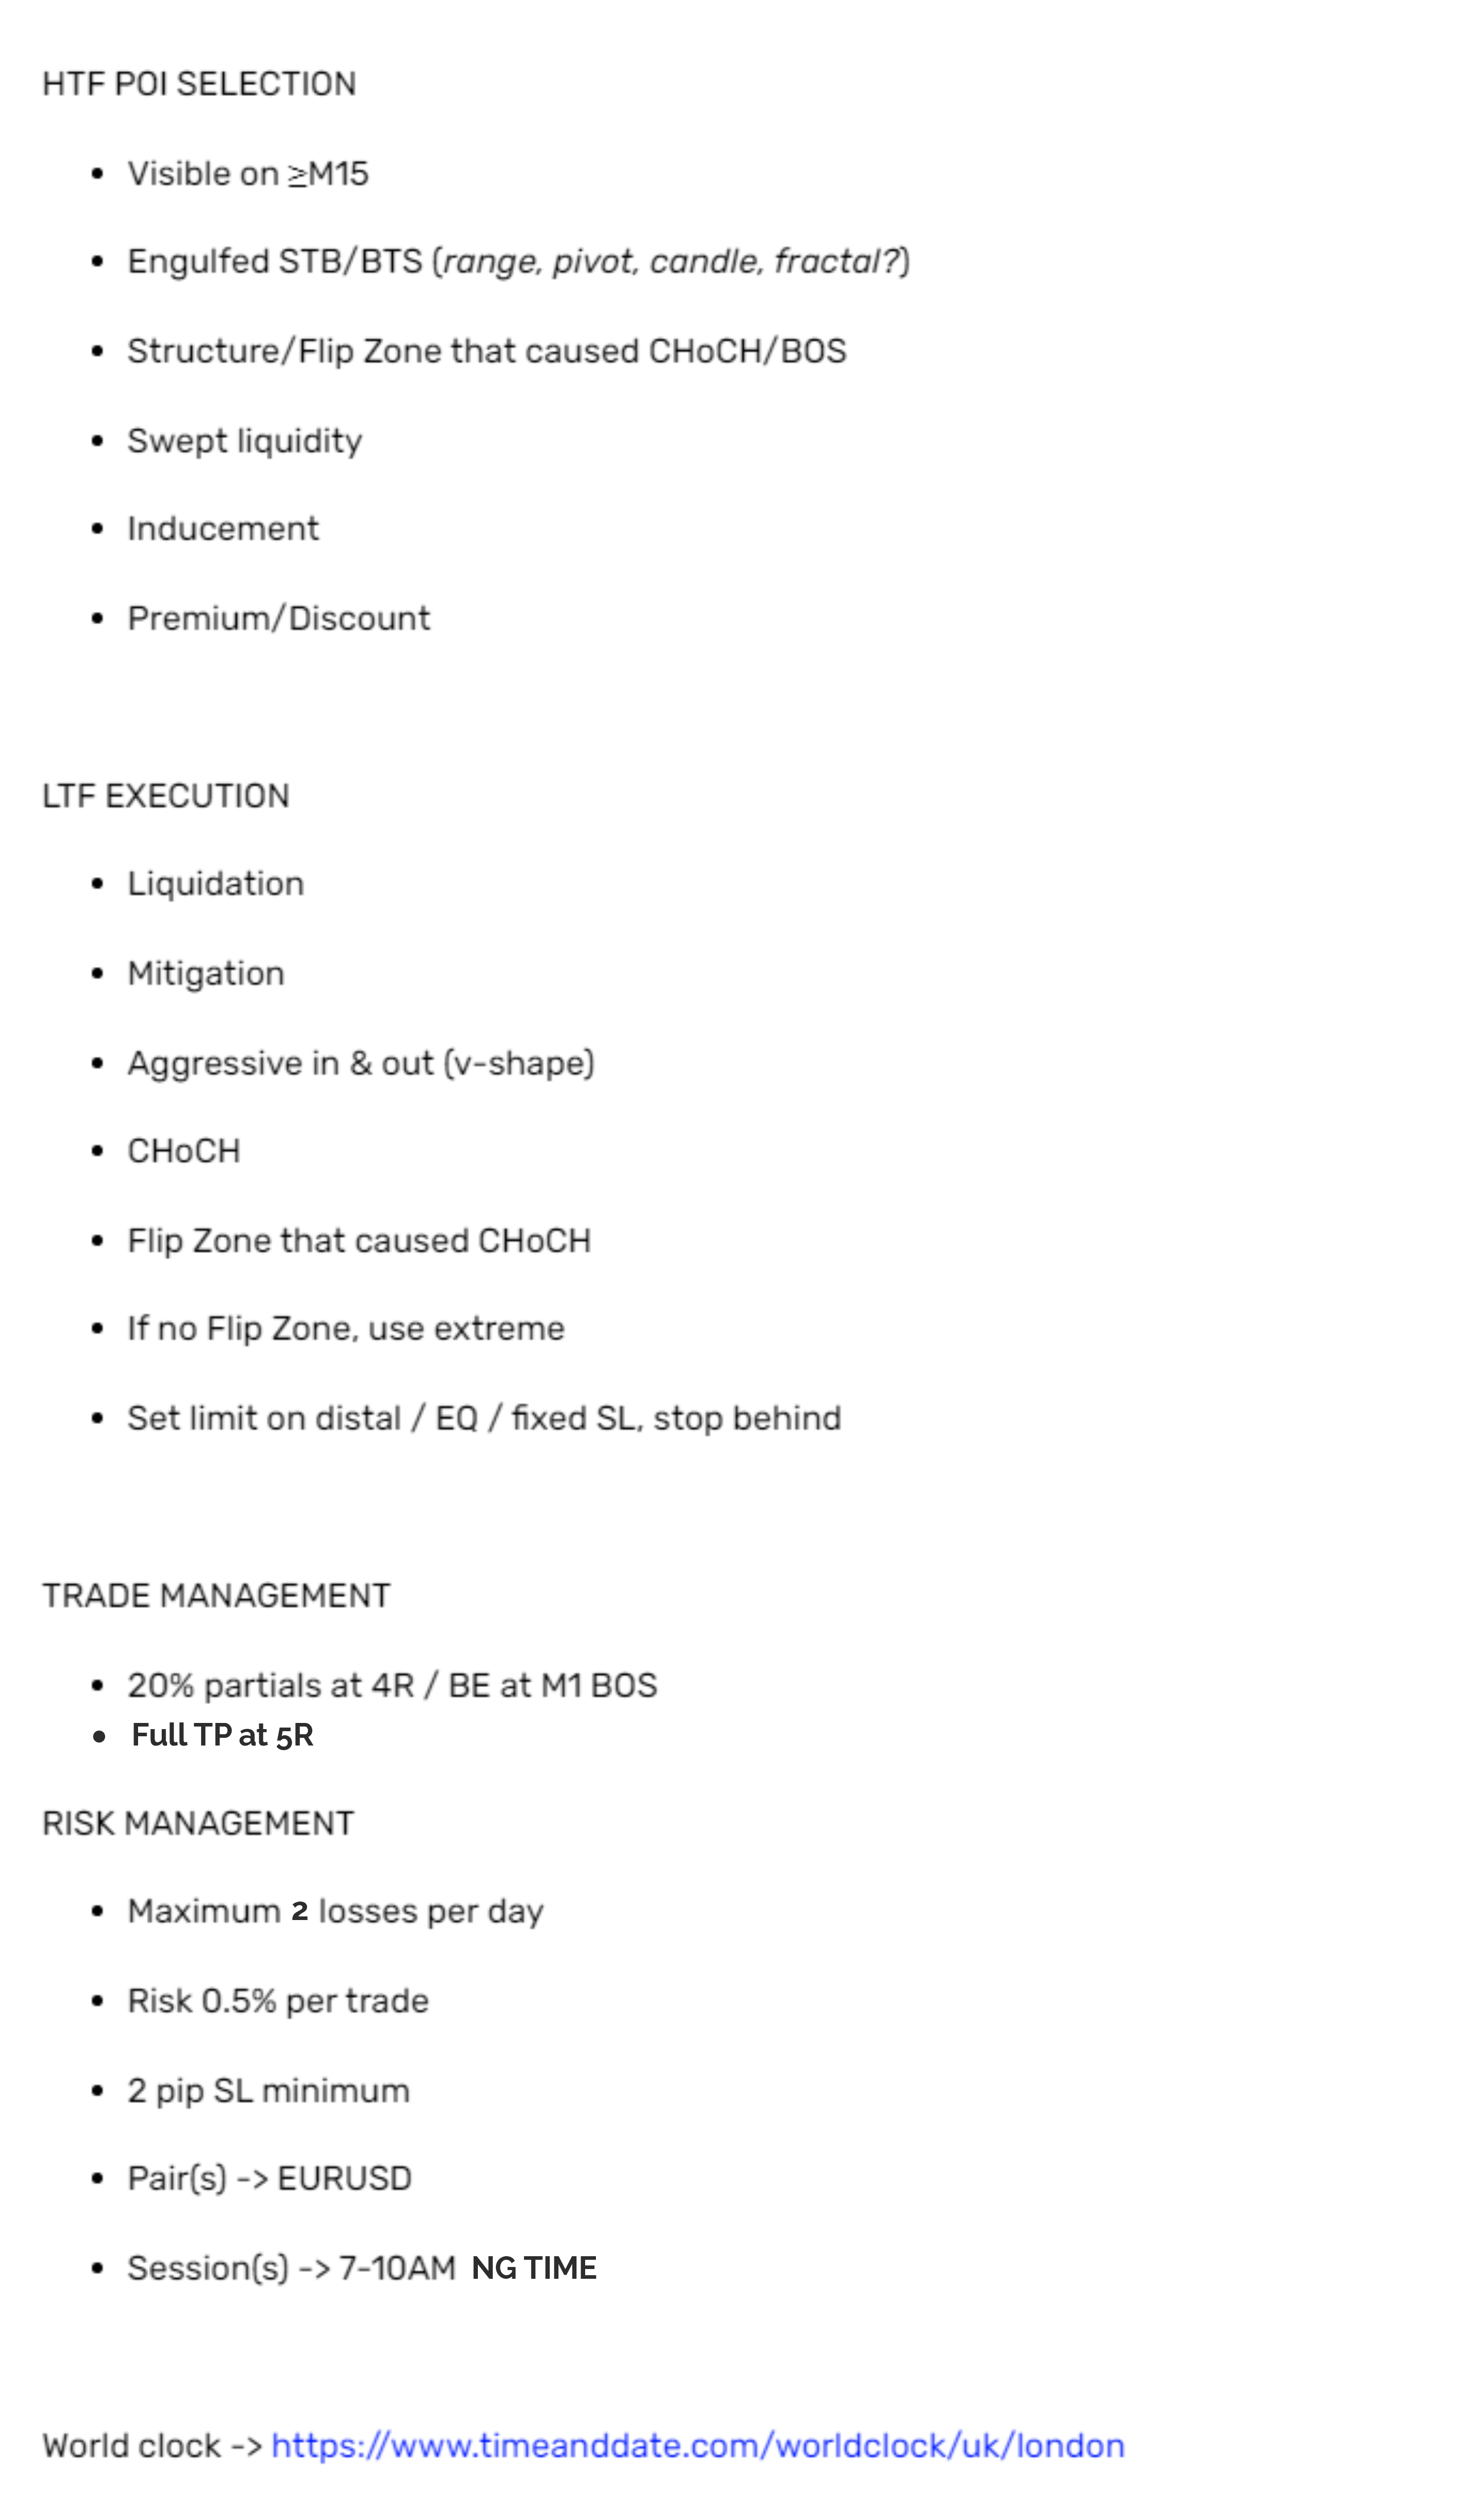 HTF POI SELECTION
• Visible on ≥M15
• Engulfed STB/BTS (range, pivot, candle, fractal?)
• Structure/Flip Zone that caused CHoCH/BOS
• Swept liquidity
• Inducement
• Premium/Discount
LTF EXECUTION
• Liquidation
• Mitigation
• Aggressive in & out (v-shape)
• CHoCH
• Flip Zone that caused CHoCH
• If no Flip Zone, use extreme
• Set limit on distal / EQ / fixed SL, stop behind
TRADE MANAGEMENT
• 20% partials at 4R / BE at M1 BOS
• Full TP at 5R
RISK MANAGEMENT
• Maximum 2 losses per day
• Risk 0.5% per trade
• 2 pip SL minimum
• Pair(s) -> EURUSD
• Session(s) -> 7-10AM NG TIME
World clock -> https://www.timeanddate.com/worldclock/uk/london